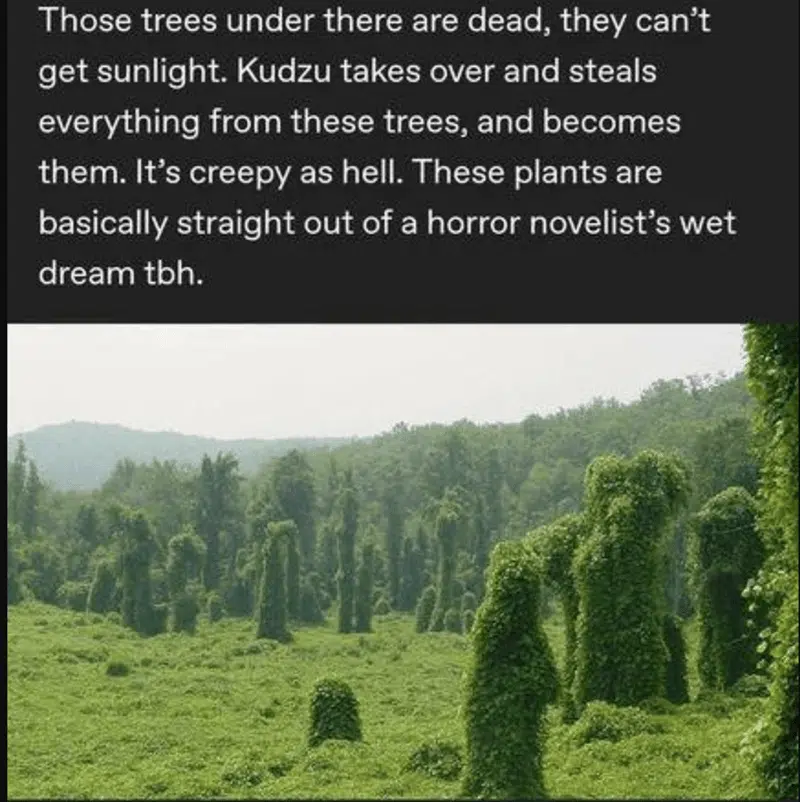 Those trees under there are dead, they can’t
get sunlight. Kudzu takes over and steals
everything from these trees, and becomes
them. It’s creepy as hell. These plants are
basically straight out of a horror novelist’s wet
dream tbh.